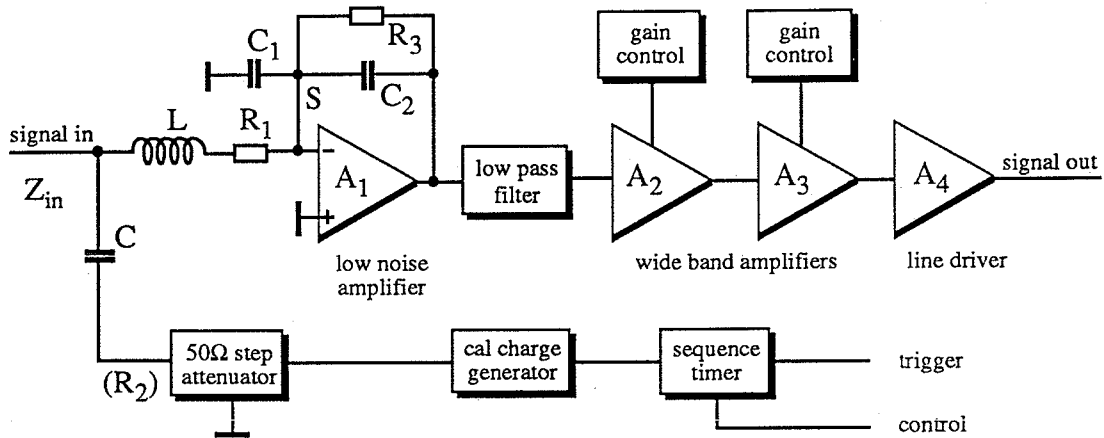 gain
control
gain
control
C1
R3
C2
S
signal in
L
R1
−
A1
+
low pass
filter
A2
A3
A4
signal out
Zin
C
low noise
amplifier
wide band amplifiers
line driver
50Ω step
attenuator
(R2)
cal charge
generator
sequence
timer
trigger
control